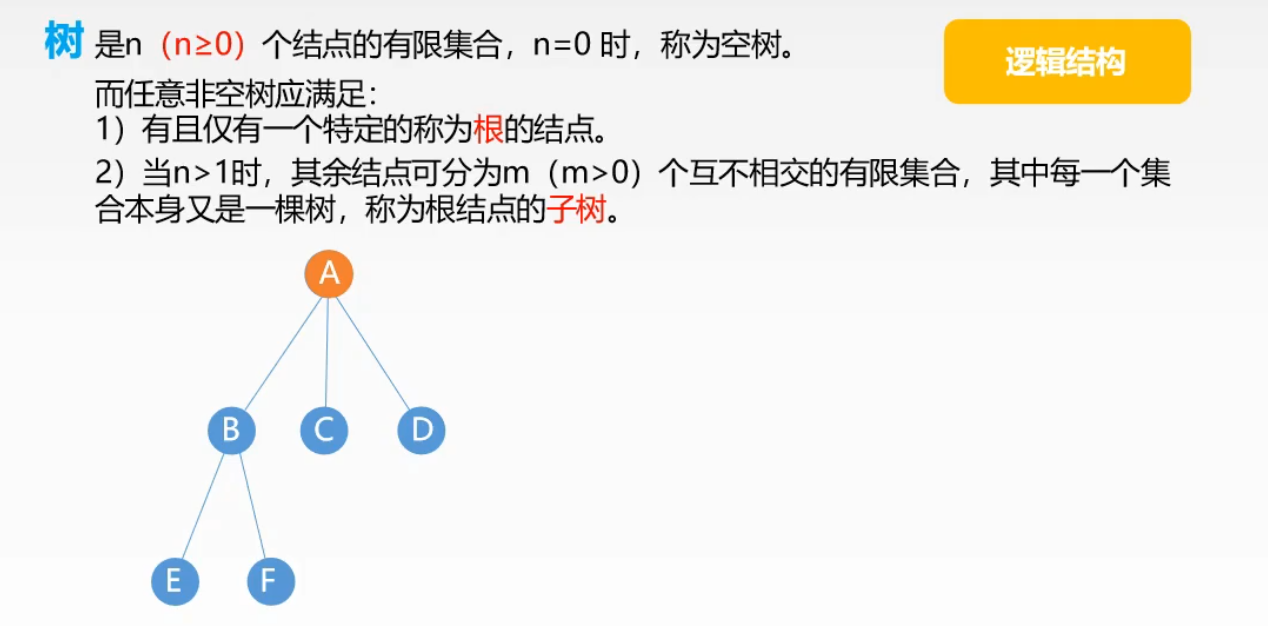 树 是n（n≥0）个结点的有限集合，n=0 时，称为空树。
逻辑结构
而任意非空树应满足：
1）有且仅有一个特定的称为根的结点。
2）当n>1时，其余结点可分为m（m>0）个互不相交的有限集合，其中每一个集
合本身又是一棵树，称为根结点的子树。
A
B
C
D
E
F